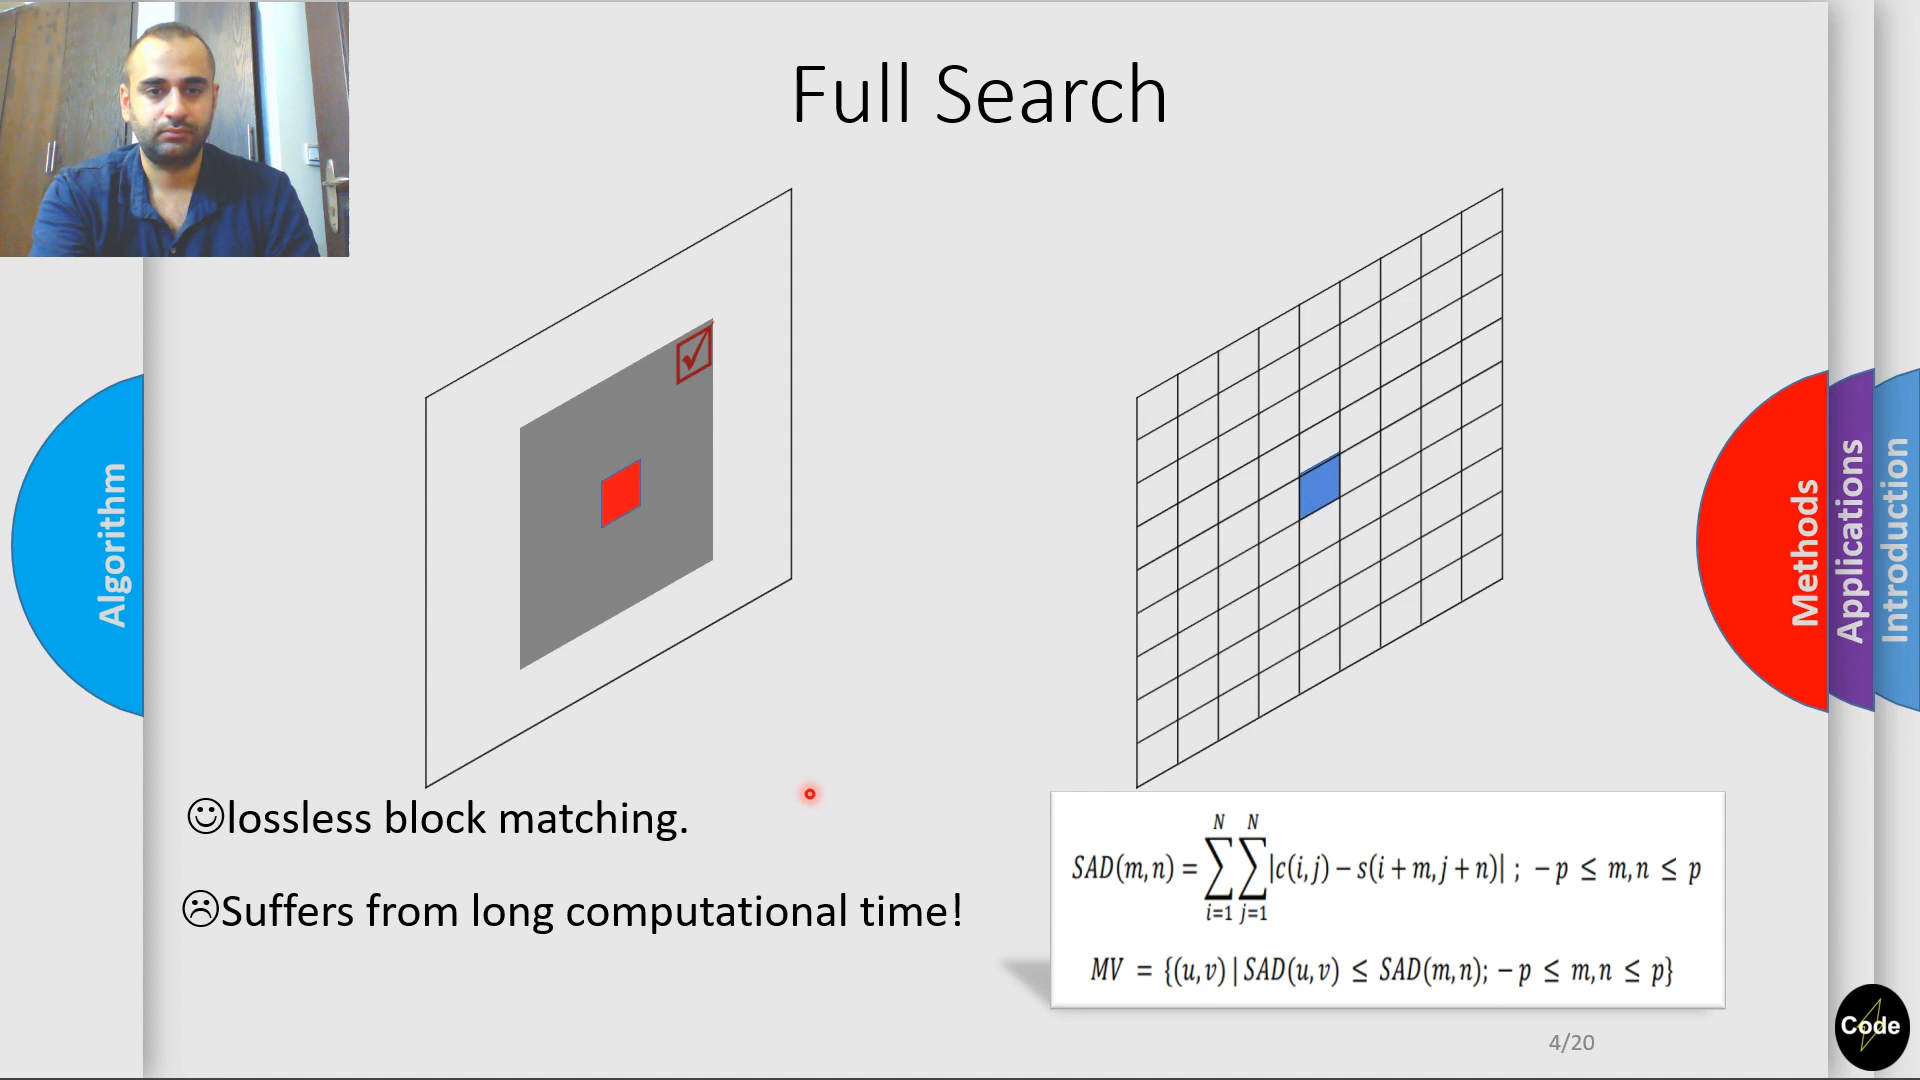 Full Search
Algorithm
Methods
Applications
Introduction
☺lossless block matching.
☹Suffers from long computational time!
SAD(m,n) = ∑_{i=1}^{N} ∑_{j=1}^{N} |c(i,j) − s(i + m,j + n)| ; −p ≤ m,n ≤ p
MV = {(u,v) | SAD(u,v) ≤ SAD(m,n); −p ≤ m,n ≤ p}
4/20
Code